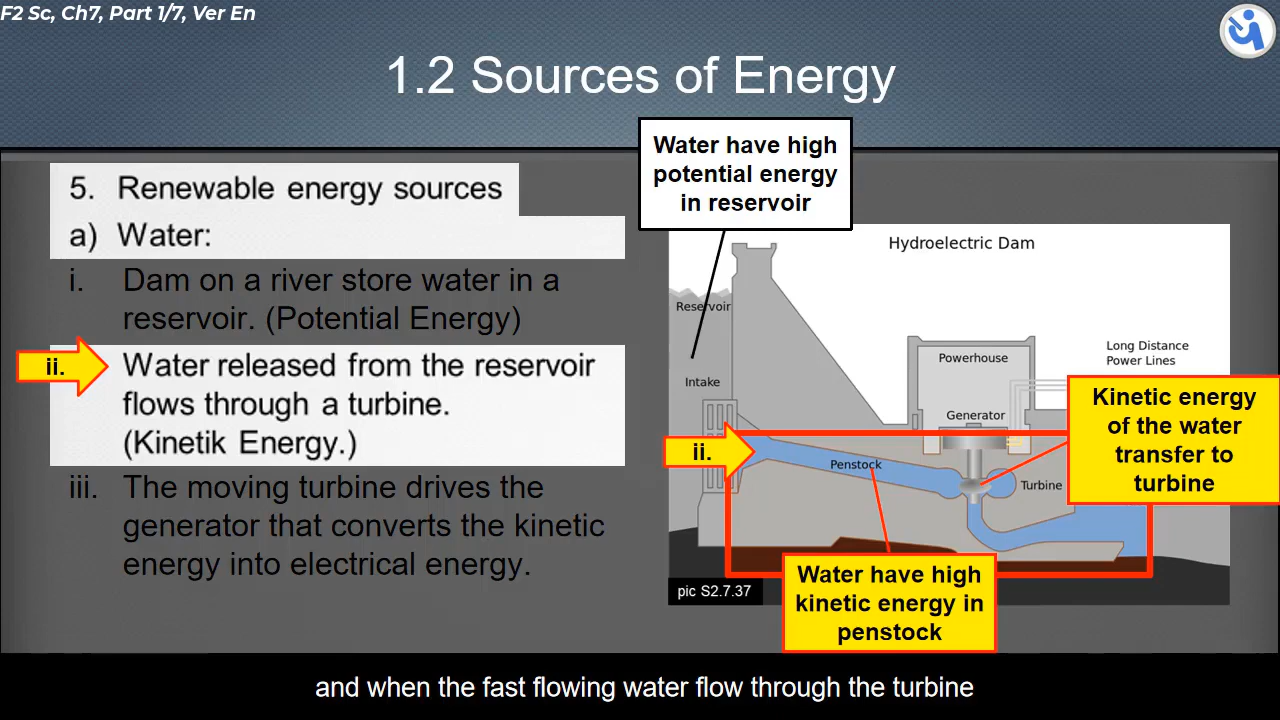 F2 Sc, Ch7, Part 1/7, Ver En
1.2 Sources of Energy
5. Renewable energy sources
a) Water:
i. Dam on a river store water in a
reservoir. (Potential Energy)
ii. Water released from the reservoir
flows through a turbine.
(Kinetik Energy.)
iii. The moving turbine drives the
generator that converts the kinetic
energy into electrical energy.
Water have high
potential energy
in reservoir
Hydroelectric Dam
Reservoir
Intake
Powerhouse
Generator
Long Distance
Power Lines
Kinetic energy
of the water
transfer to
turbine
ii.
Penstock
Turbine
Water have high
kinetic energy in
penstock
pic S2.7.37
and when the fast flowing water flow through the turbine